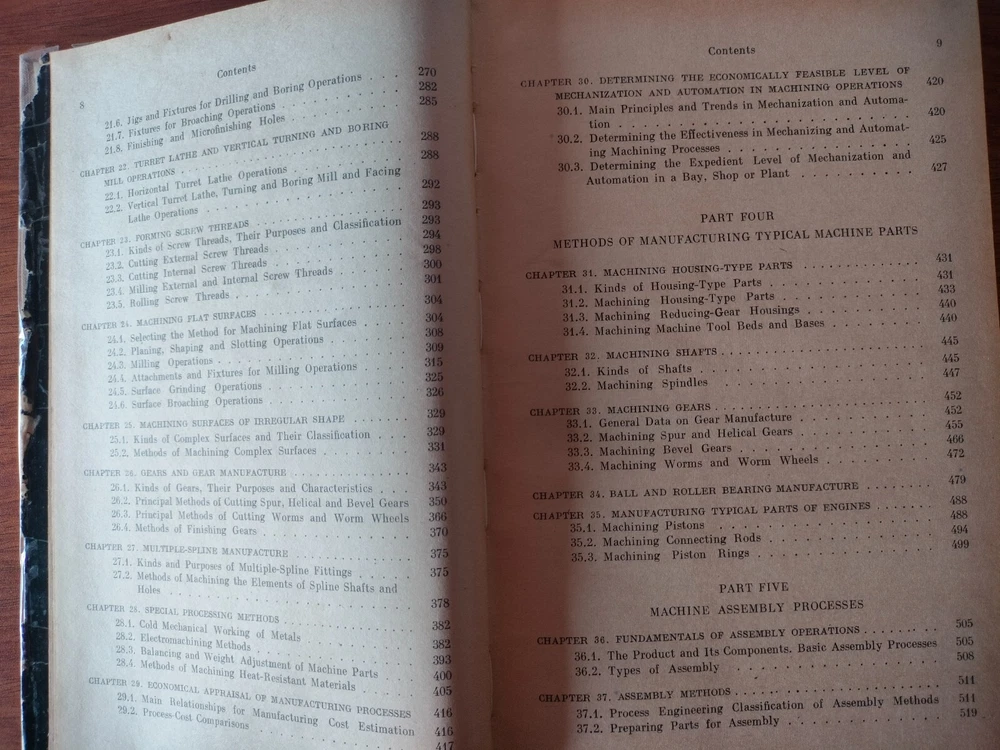 8
Contents
21.6. Jigs and Fixtures for Drilling and Boring Operations . . . 270
21.7. Fixtures for Broaching Operations . . . 282
21.8. Finishing and Microfinishing Holes . . . 285
CHAPTER 22. TURRET LATHE AND VERTICAL TURNING AND BORING
MILL OPERATIONS . . . 288
22.1. Horizontal Turret Lathe Operations . . . 288
22.2. Vertical Turret Lathe, Turning and Boring Mill and Facing
Lathe Operations . . . 292
CHAPTER 23. FORMING SCREW THREADS . . . 293
23.1. Kinds of Screw Threads, Their Purposes and Classification 293
23.2. Cutting External Screw Threads . . . 294
23.3. Cutting Internal Screw Threads . . . 298
23.4. Milling External and Internal Screw Threads . . . 300
23.5. Rolling Screw Threads . . . 301
CHAPTER 24. MACHINING FLAT SURFACES . . . 304
24.1. Selecting the Method for Machining Flat Surfaces . . . 304
24.2. Planing, Shaping and Slotting Operations . . . 308
24.3. Milling Operations . . . 309
24.4. Attachments and Fixtures for Milling Operations . . . 315
24.5. Surface Grinding Operations . . . 325
24.6. Surface Broaching Operations . . . 326
CHAPTER 25. MACHINING SURFACES OF IRREGULAR SHAPE . . . 329
25.1. Kinds of Complex Surfaces and Their Classification . . . 329
25.2. Methods of Machining Complex Surfaces . . . 331
CHAPTER 26. GEARS AND GEAR MANUFACTURE . . . 343
26.1. Kinds of Gears, Their Purposes and Characteristics . . . 343
26.2. Principal Methods of Cutting Spur, Helical and Bevel Gears 350
26.3. Principal Methods of Cutting Worms and Worm Wheels 366
26.4. Methods of Finishing Gears . . . 370
CHAPTER 27. MULTIPLE-SPLINE MANUFACTURE . . . 375
27.1. Kinds and Purposes of Multiple-Spline Fittings . . . 375
27.2. Methods of Machining the Elements of Spline Shafts and
Holes . . . 378
CHAPTER 28. SPECIAL PROCESSING METHODS . . . 382
28.1. Cold Mechanical Working of Metals . . . 382
28.2. Electromachining Methods . . . 393
28.3. Balancing and Weight Adjustment of Machine Parts . . . 400
28.4. Methods of Machining Heat-Resistant Materials . . . 405
CHAPTER 29. ECONOMICAL APPRAISAL OF MANUFACTURING PROCESSES 416
29.1. Main Relationships for Manufacturing Cost Estimation 416
29.2. Process-Cost Comparisons . . . 417
Contents
9
CHAPTER 30. DETERMINING THE ECONOMICALLY FEASIBLE LEVEL OF
MECHANIZATION AND AUTOMATION IN MACHINING OPERATIONS 420
30.1. Main Principles and Trends in Mechanization and Automa-
tion . . . 420
30.2. Determining the Effectiveness in Mechanizing and Automat-
ing Machining Processes . . . 425
30.3. Determining the Expedient Level of Mechanization and
Automation in a Bay, Shop or Plant . . . 427
PART FOUR
METHODS OF MANUFACTURING TYPICAL MACHINE PARTS
CHAPTER 31. MACHINING HOUSING-TYPE PARTS . . . 431
31.1. Kinds of Housing-Type Parts . . . 431
31.2. Machining Housing-Type Parts . . . 433
31.3. Machining Reducing-Gear Housings . . . 440
31.4. Machining Machine Tool Beds and Bases . . . 440
CHAPTER 32. MACHINING SHAFTS . . . 445
32.1. Kinds of Shafts . . . 445
32.2. Machining Spindles . . . 447
CHAPTER 33. MACHINING GEARS . . . 452
33.1. General Data on Gear Manufacture . . . 452
33.2. Machining Spur and Helical Gears . . . 455
33.3. Machining Bevel Gears . . . 466
33.4. Machining Worms and Worm Wheels . . . 472
CHAPTER 34. BALL AND ROLLER BEARING MANUFACTURE . . . 479
CHAPTER 35. MANUFACTURING TYPICAL PARTS OF ENGINES . . . 488
35.1. Machining Pistons . . . 488
35.2. Machining Connecting Rods . . . 494
35.3. Machining Piston Rings . . . 499
PART FIVE
MACHINE ASSEMBLY PROCESSES
CHAPTER 36. FUNDAMENTALS OF ASSEMBLY OPERATIONS . . . 505
36.1. The Product and Its Components. Basic Assembly Processes 505
36.2. Types of Assembly . . . 508
CHAPTER 37. ASSEMBLY METHODS . . . 511
37.1. Process Engineering Classification of Assembly Methods 511
37.2. Preparing Parts for Assembly . . . 519